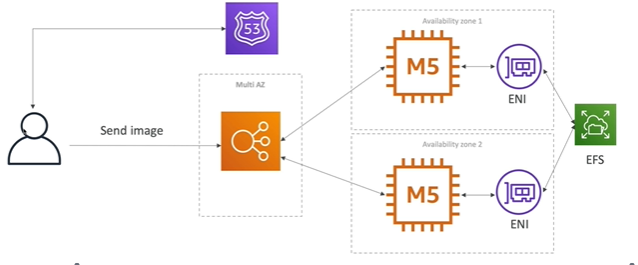 53
Availability zone 1
M5
ENI
Multi AZ
Send image
EFS
Availability zone 2
M5
ENI